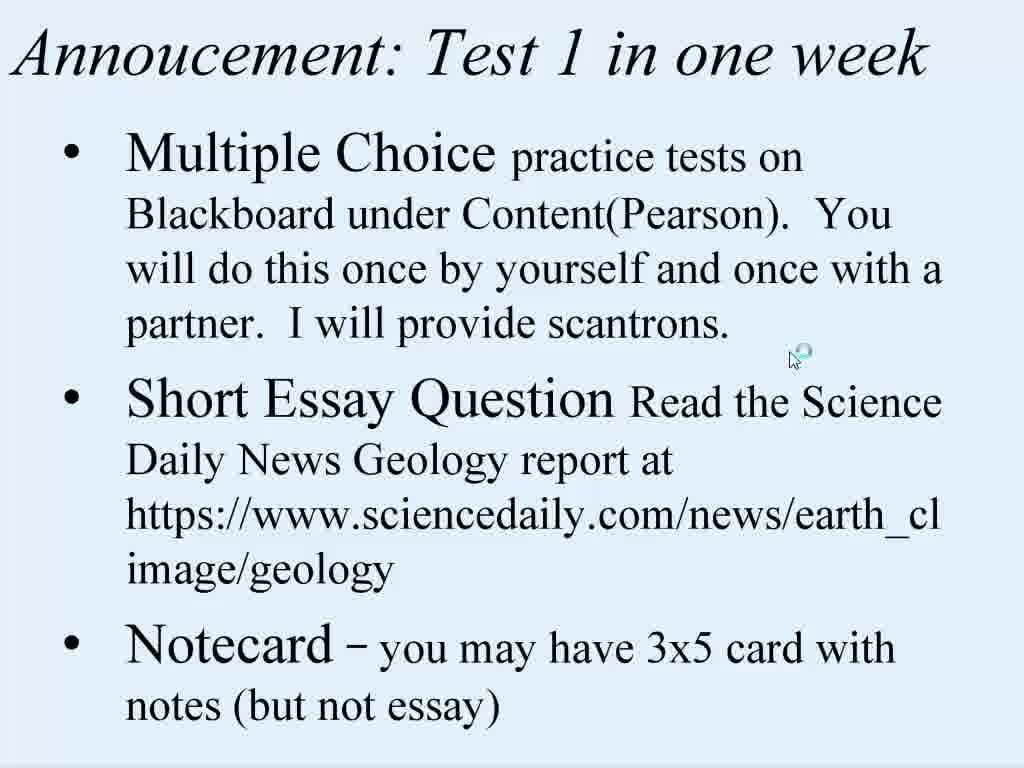 Annoucement: Test 1 in one week
• Multiple Choice practice tests on
Blackboard under Content(Pearson).  You
will do this once by yourself and once with a
partner.  I will provide scantrons.
• Short Essay Question Read the Science
Daily News Geology report at
https://www.sciencedaily.com/news/earth_cl
image/geology
• Notecard – you may have 3x5 card with
notes (but not essay)